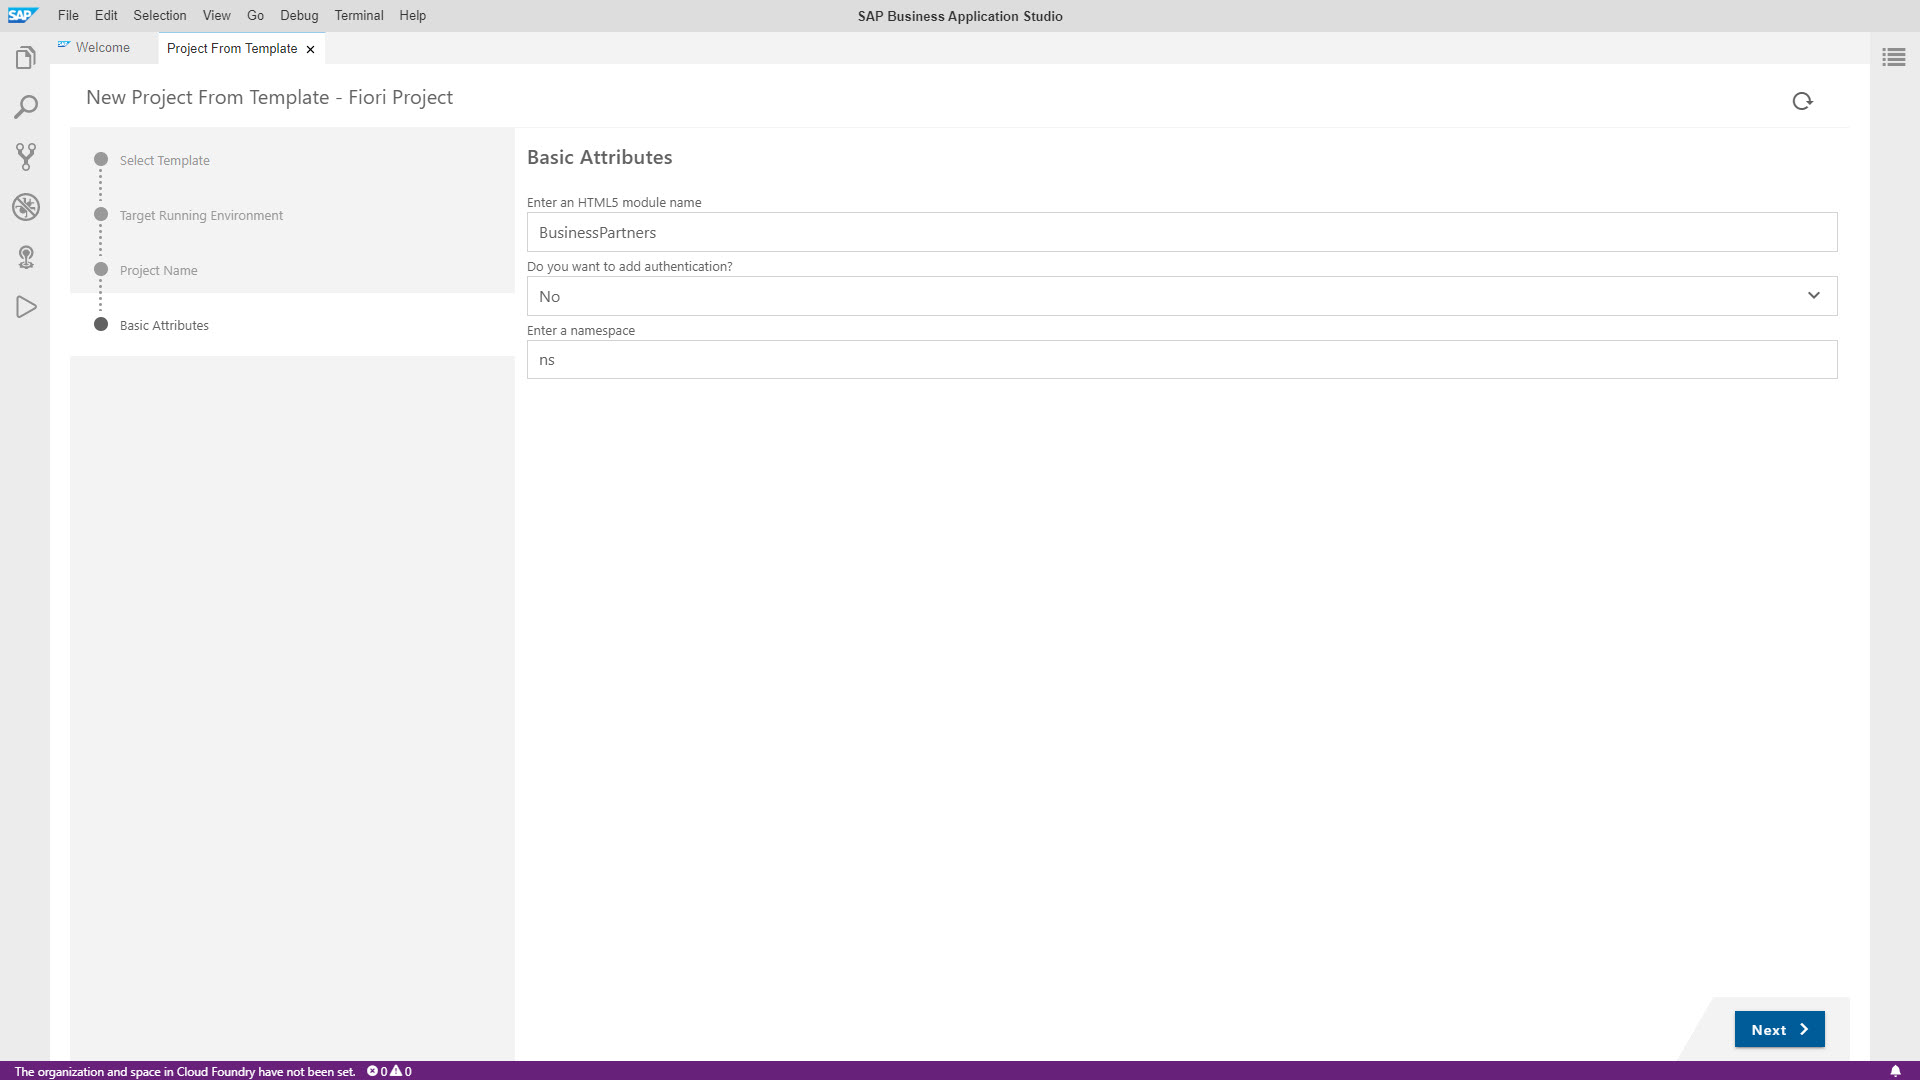 SAP File Edit Selection View Go Debug Terminal Help SAP Business Application Studio
SAP Welcome Project From Template ×
New Project From Template - Fiori Project
Select Template
Target Running Environment
Project Name
Basic Attributes
Basic Attributes
Enter an HTML5 module name
BusinessPartners
Do you want to add authentication?
No
Enter a namespace
ns
Next
The organization and space in Cloud Foundry have not been set. 0 0